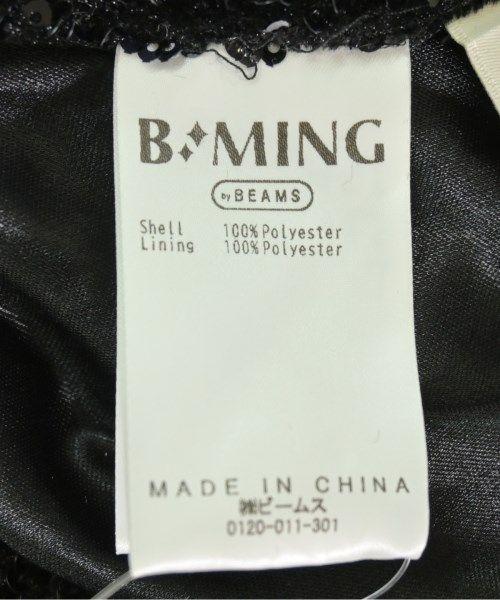 B MING
by BEAMS
Shell 100% Polyester
Lining 100% Polyester
MADE IN CHINA
㈱ビームス
0120-011-301